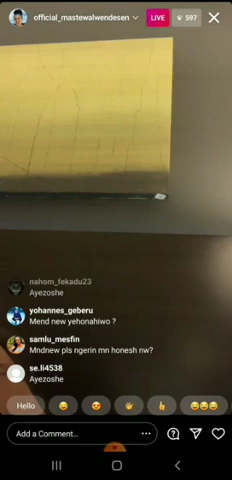 official_mastewalwendesen
LIVE
597
nahom_fekadu23
Ayezoshe
yohannes_geberu
Mend new yehonahiwo ?
samlu_mesfin
Mndnew pls ngerin mn honesh nw?
se.li4538
Ayezoshe
Hello
Add a Comment...